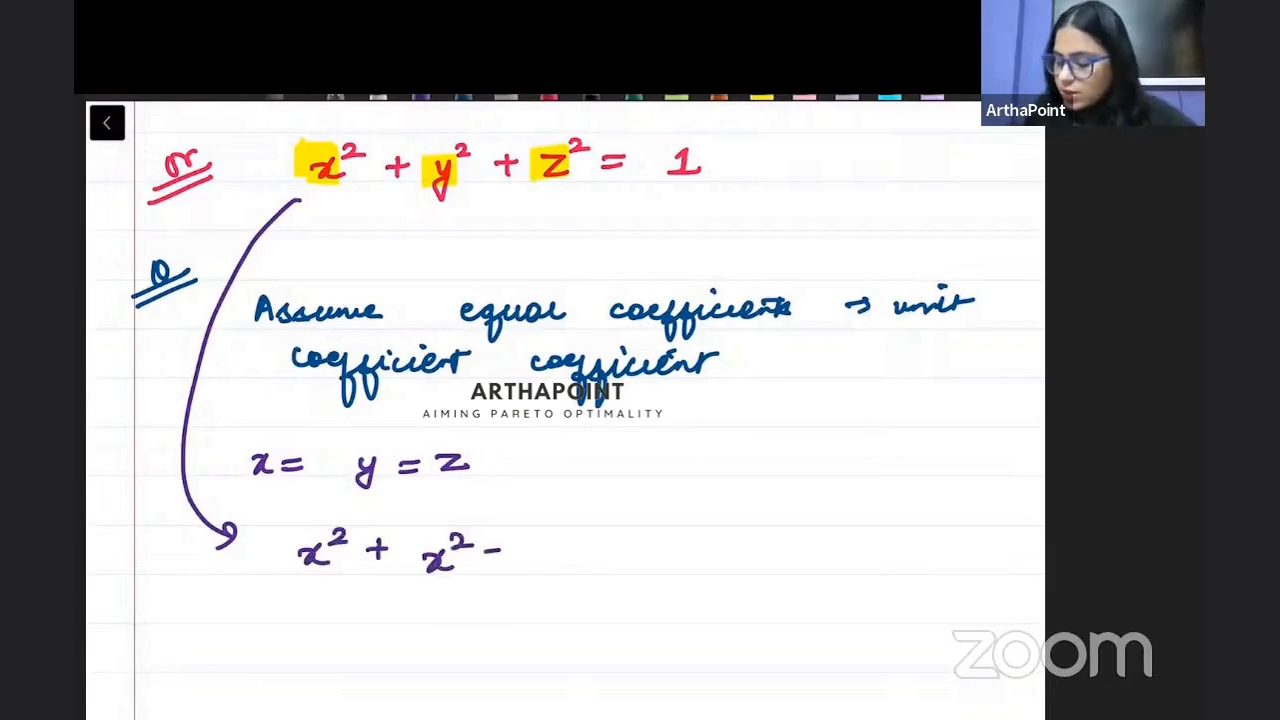 ArthaPoint
Or x² + y² + z² = 1
Q
Assume equal coefficients → unit
coefficient coefficient
ARTHAPOINT
AIMING PARETO OPTIMALITY
x = y = z
x² + x² -
zoom